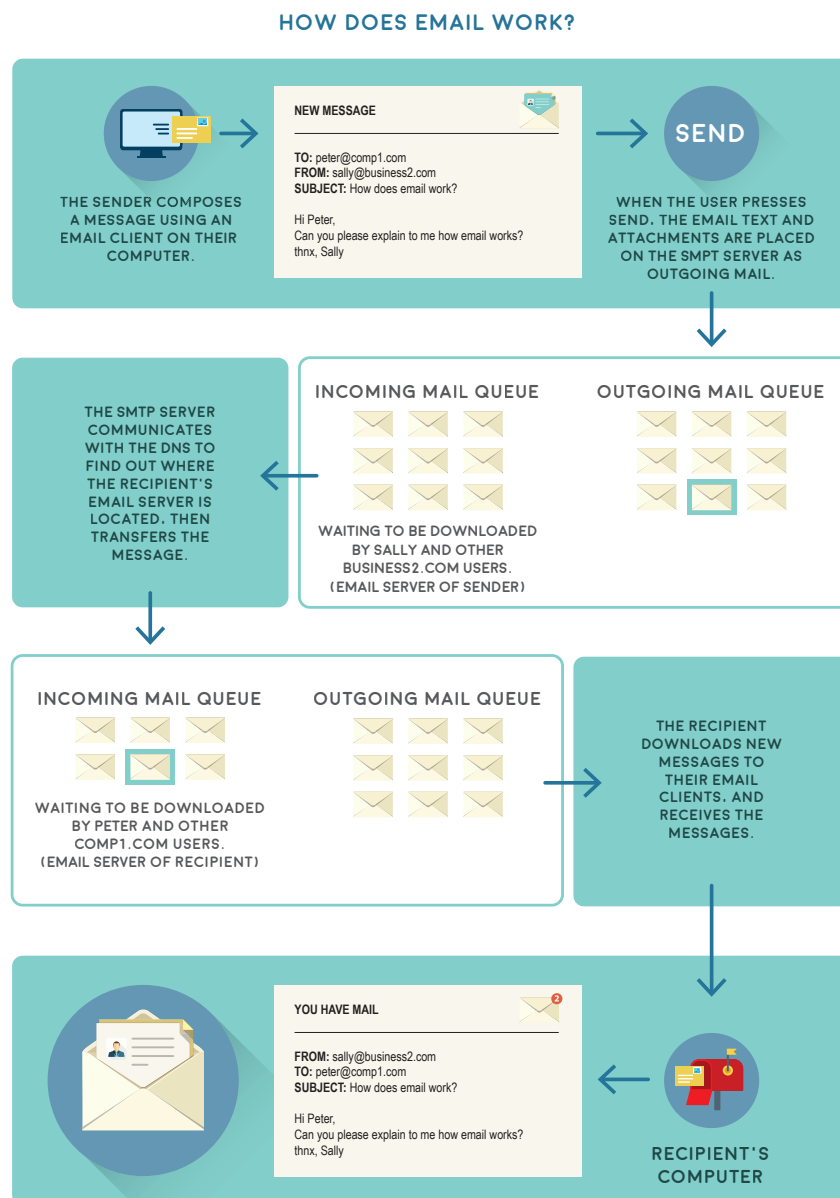 HOW DOES EMAIL WORK?
NEW MESSAGE
TO: peter@comp1.com
FROM: sally@business2.com
SUBJECT: How does email work?
Hi Peter,
Can you please explain to me how email works?
thnx, Sally
SEND
THE SENDER COMPOSES
A MESSAGE USING AN
EMAIL CLIENT ON THEIR
COMPUTER.
WHEN THE USER PRESSES
SEND, THE EMAIL TEXT AND
ATTACHMENTS ARE PLACED
ON THE SMPT SERVER AS
OUTGOING MAIL.
INCOMING MAIL QUEUE
WAITING TO BE DOWNLOADED
BY SALLY AND OTHER
BUSINESS2.COM USERS.
(EMAIL SERVER OF SENDER)
OUTGOING MAIL QUEUE
THE SMTP SERVER
COMMUNICATES
WITH THE DNS TO
FIND OUT WHERE
THE RECIPIENT'S
EMAIL SERVER IS
LOCATED, THEN
TRANSFERS THE
MESSAGE.
INCOMING MAIL QUEUE
WAITING TO BE DOWNLOADED
BY PETER AND OTHER
COMP1.COM USERS.
(EMAIL SERVER OF RECIPIENT)
OUTGOING MAIL QUEUE
THE RECIPIENT
DOWNLOADS NEW
MESSAGES TO
THEIR EMAIL
CLIENTS, AND
RECEIVES THE
MESSAGES.
YOU HAVE MAIL
2
FROM: sally@business2.com
TO: peter@comp1.com
SUBJECT: How does email work?
Hi Peter,
Can you please explain to me how email works?
thnx, Sally
RECIPIENT'S
COMPUTER